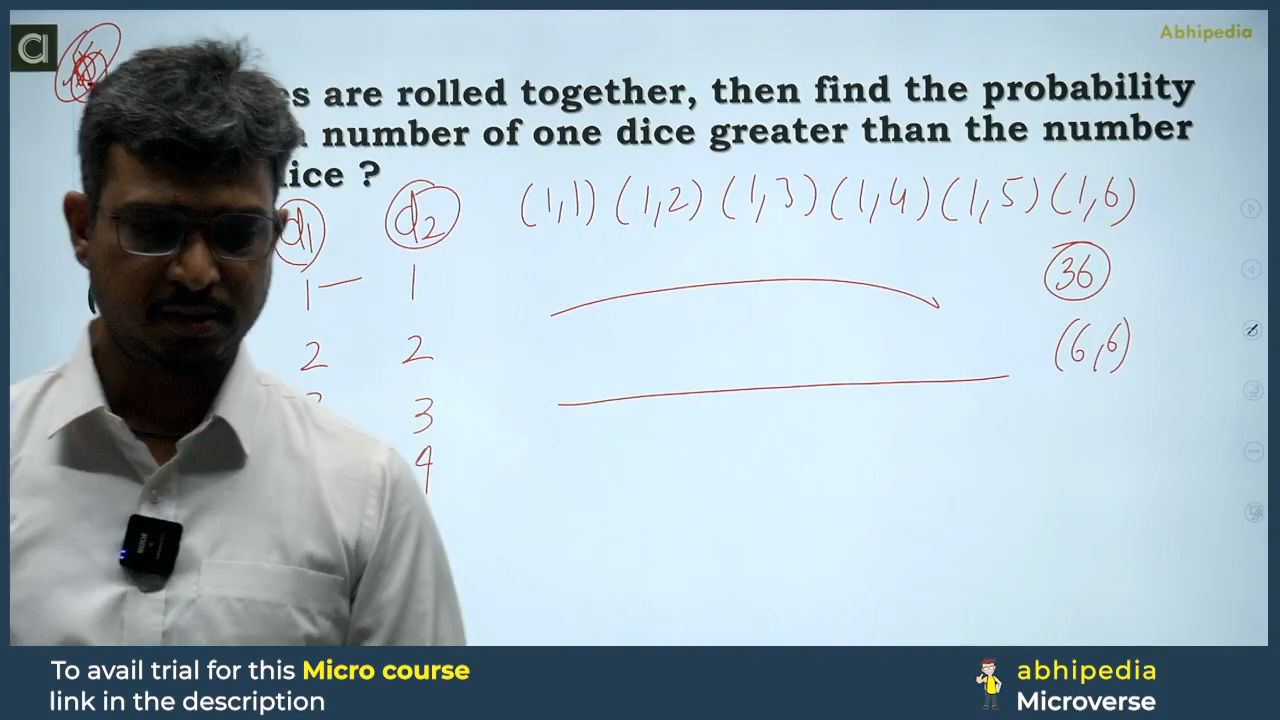 Abhipedia
es are rolled together, then find the probability
number of one dice greater than the number
ice ?
d1 d2 (1,1) (1,2) (1,3) (1,4) (1,5) (1,6)
1 — 1 36
2 2 (6,6)
3
4
To avail trial for this Micro course
link in the description
abhipedia
Microverse